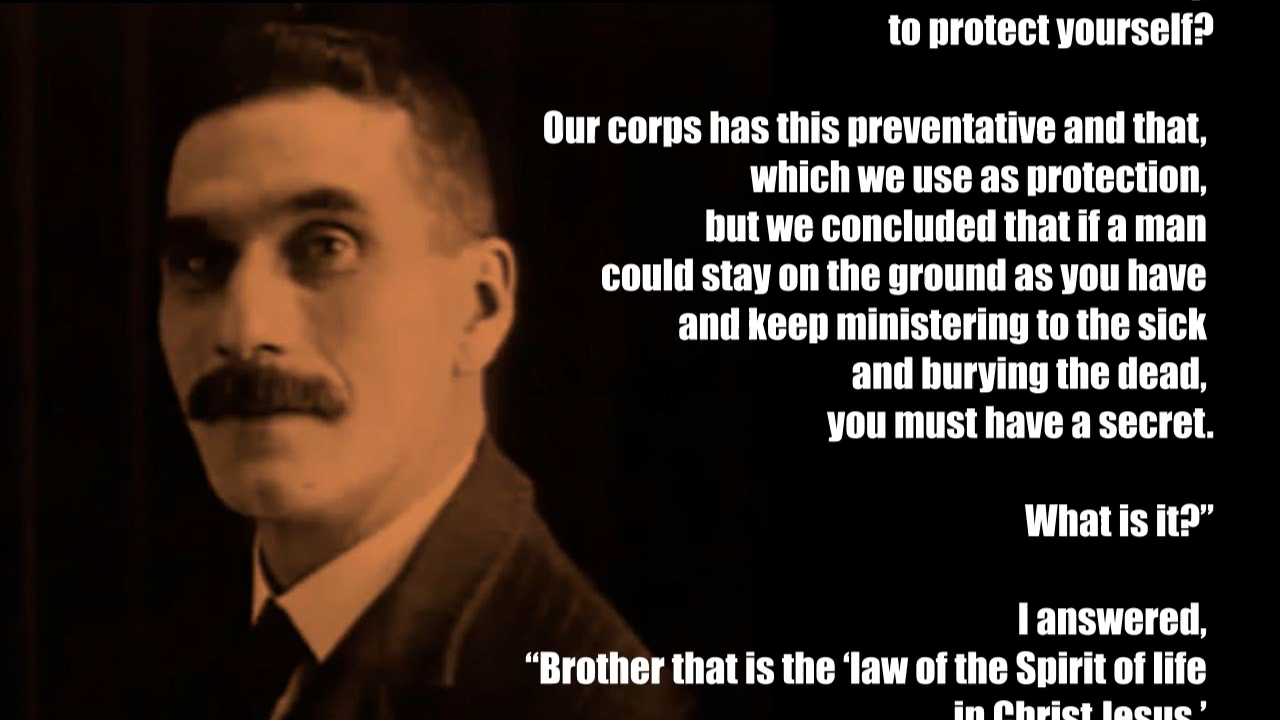 to protect yourself?
Our corps has this preventative and that,
which we use as protection,
but we concluded that if a man
could stay on the ground as you have
and keep ministering to the sick
and burying the dead,
you must have a secret.
What is it?”
I answered,
“Brother that is the ‘law of the Spirit of life
in Christ Jesus.’